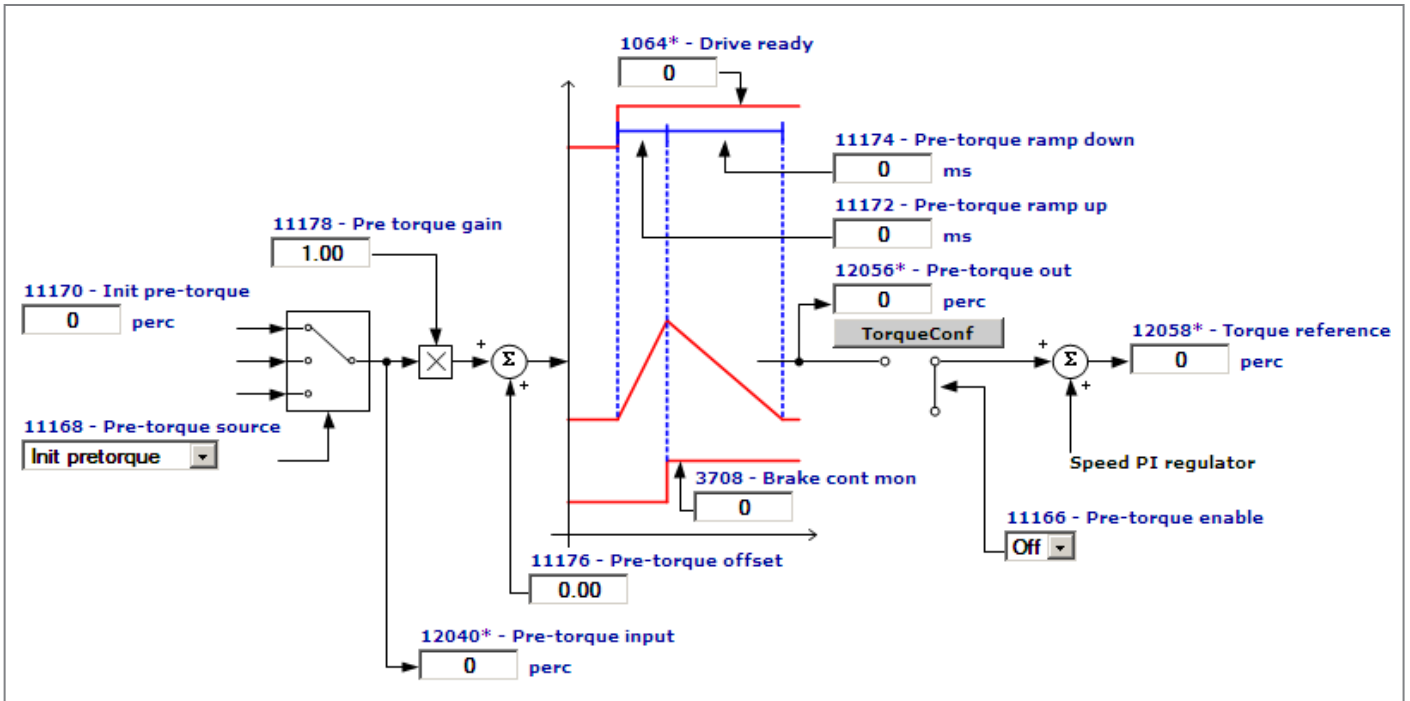 1064* - Drive ready
0
11174 - Pre-torque ramp down
0 ms
11172 - Pre-torque ramp up
0 ms
11178 - Pre torque gain
1.00
12056* - Pre-torque out
0 perc
11170 - Init pre-torque
0 perc
TorqueConf
12058* - Torque reference
0 perc
+
Σ
+
+
Σ
+
11168 - Pre-torque source
Init pretorque
Speed PI regulator
3708 - Brake cont mon
0
11166 - Pre-torque enable
Off
11176 - Pre-torque offset
0.00
12040* - Pre-torque input
0 perc